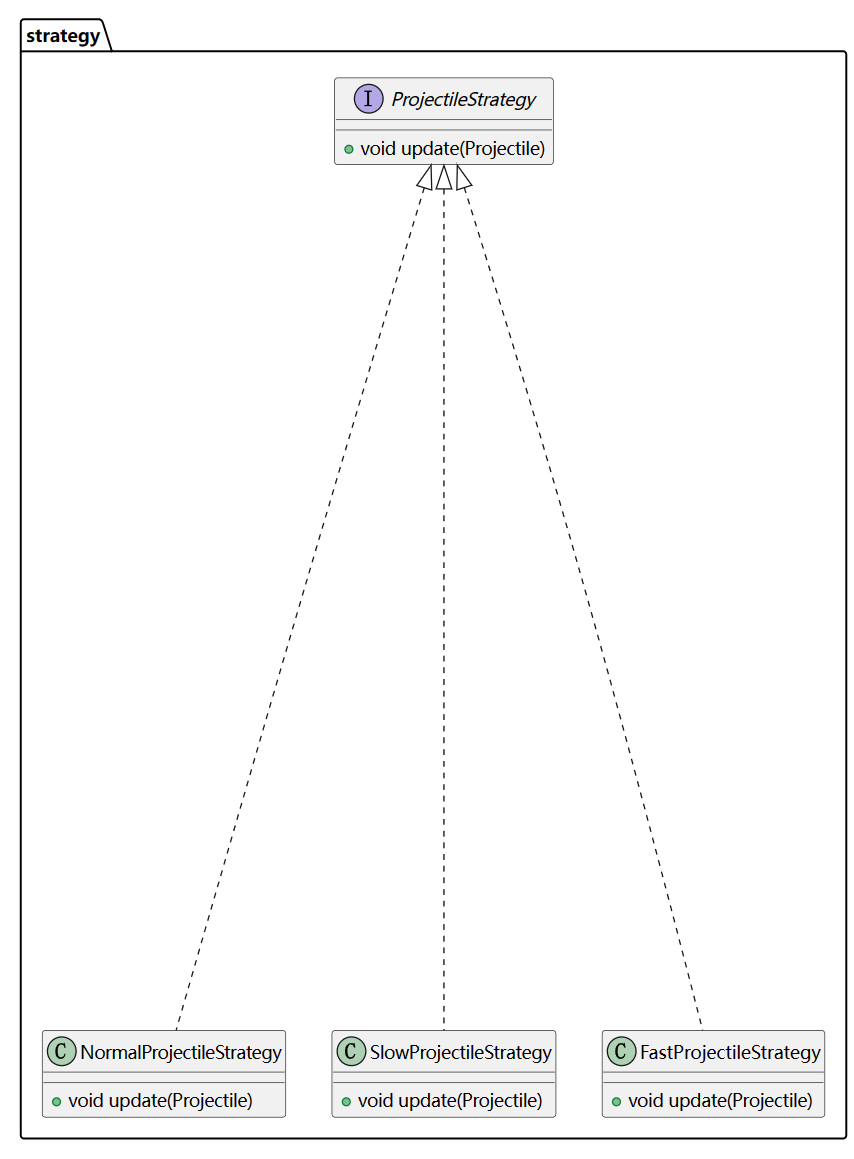 strategy
I ProjectileStrategy
void update(Projectile)
C NormalProjectileStrategy
void update(Projectile)
C SlowProjectileStrategy
void update(Projectile)
C FastProjectileStrategy
void update(Projectile)